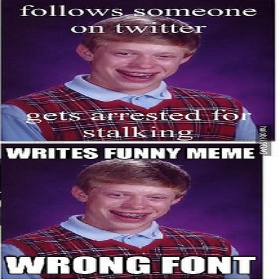 follows someone
on twitter
gets arrested for
stalking
WRITES FUNNY MEME
WRONG FONT